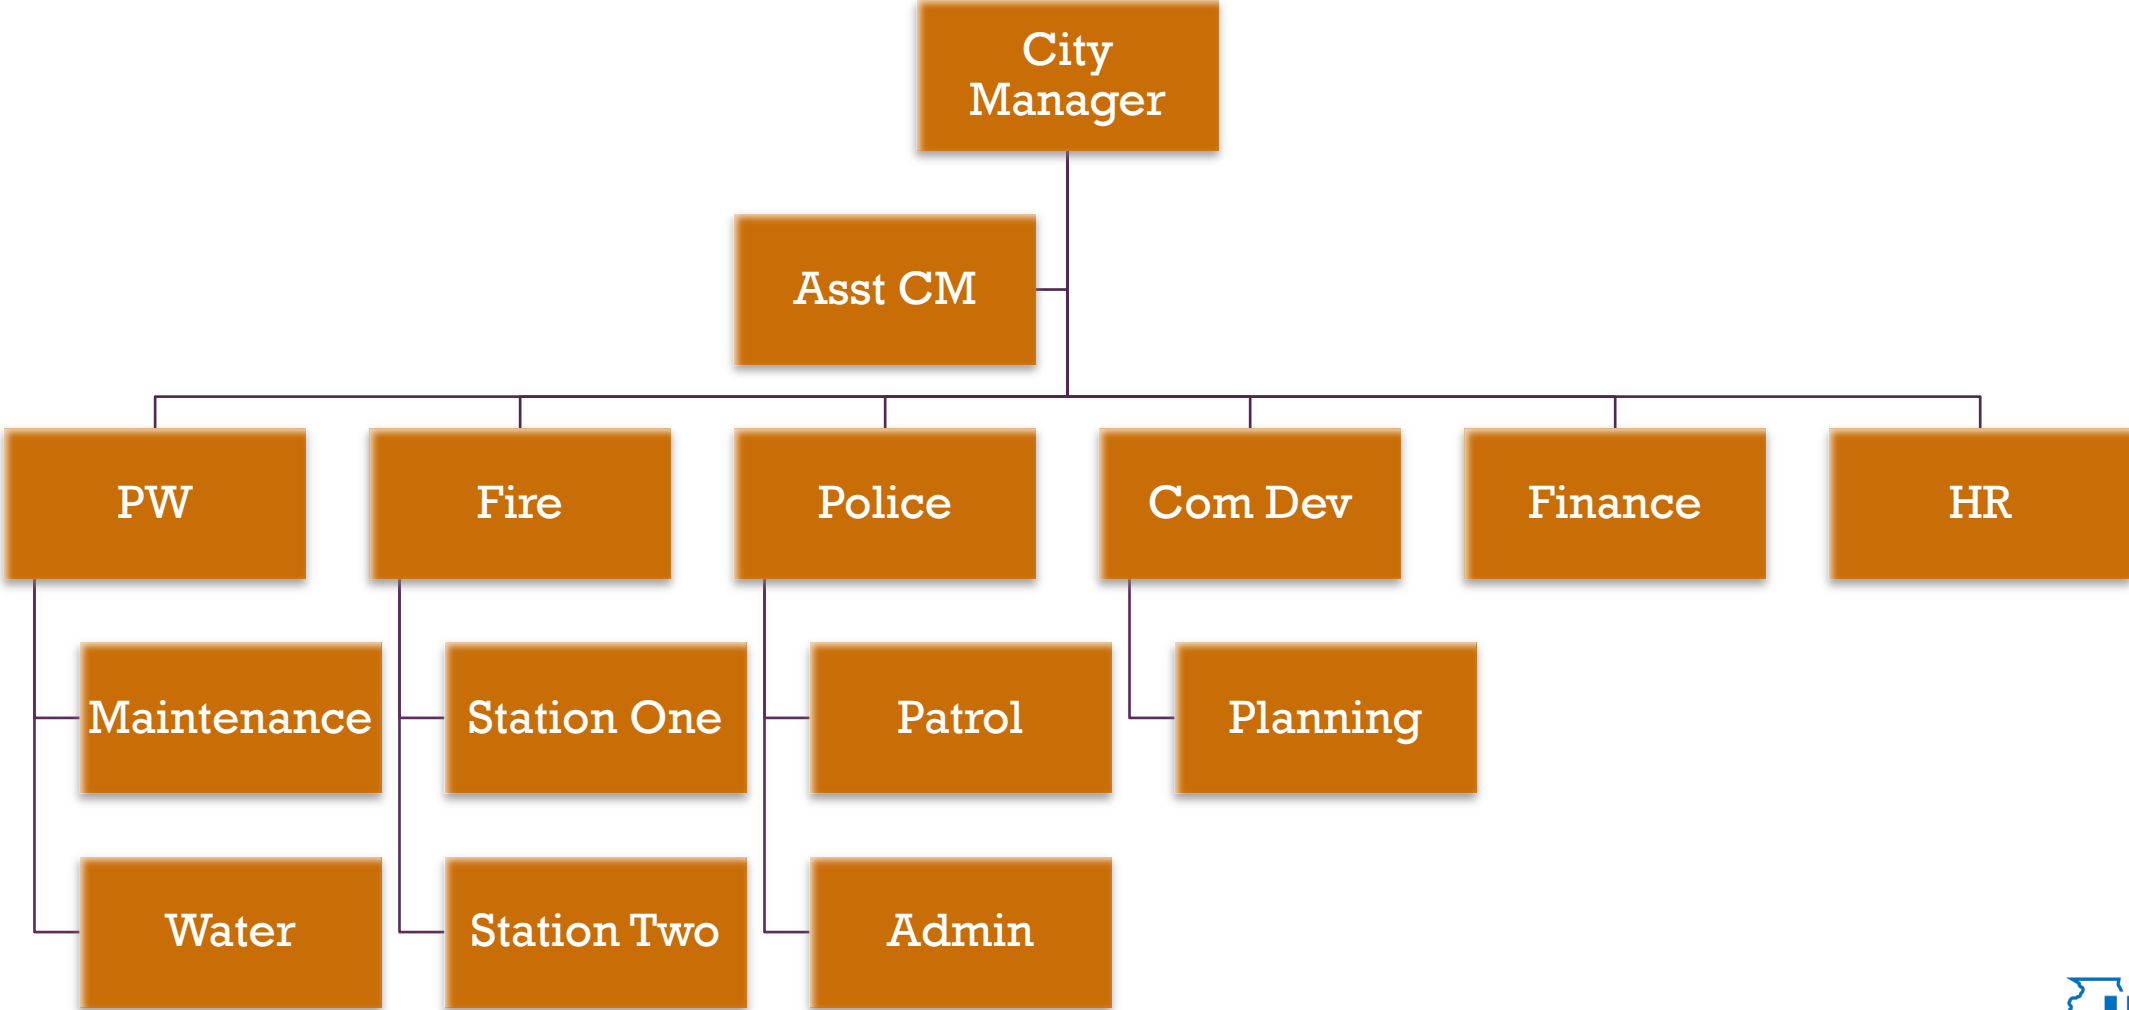 City
Manager
Asst CM
PW
Fire
Police
Com Dev
Finance
HR
Maintenance
Station One
Patrol
Planning
Water
Station Two
Admin